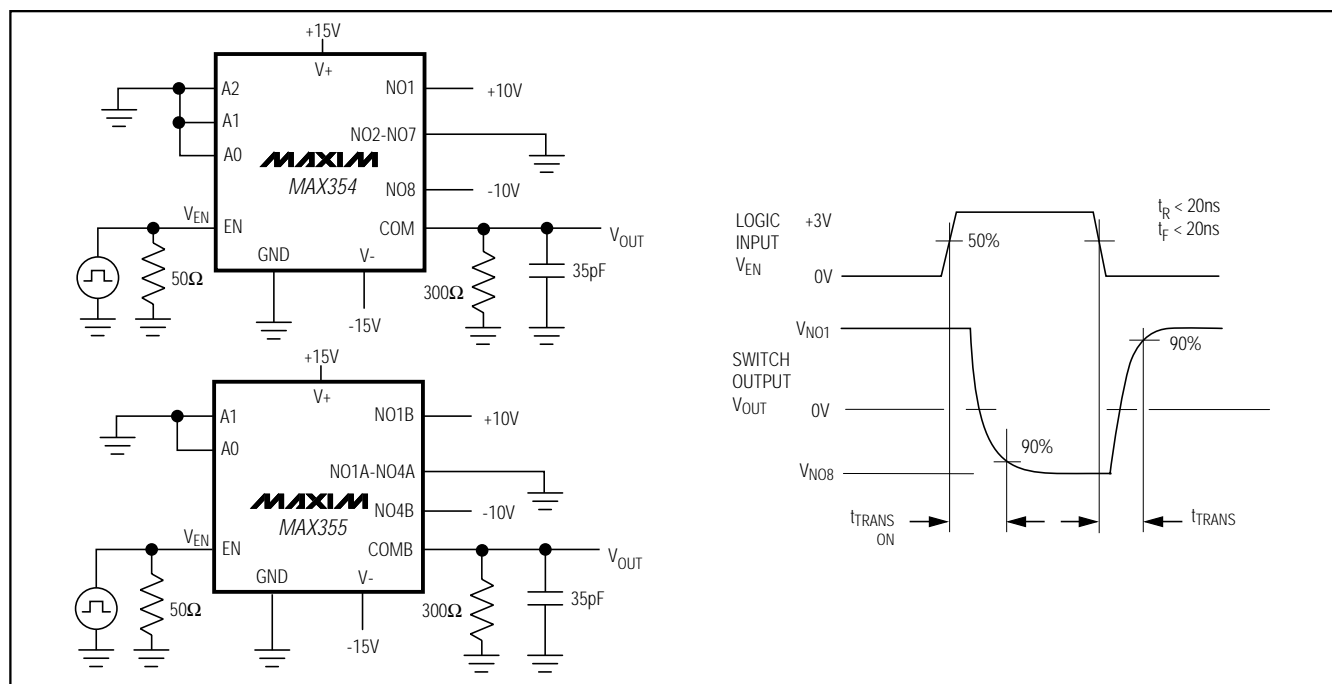 +15V
V+
A2
A1
A0
NO1
+10V
NO2-NO7
MAXIM
MAX354
NO8
-10V
VEN
EN
COM
VOUT
GND
V-
50Ω
300Ω
35pF
-15V
+15V
V+
A1
A0
NO1B
+10V
NO1A-NO4A
MAXIM
MAX355
NO4B
-10V
VEN
EN
COMB
VOUT
GND
V-
50Ω
300Ω
35pF
-15V
LOGIC
INPUT
VEN
+3V
50%
0V
tR < 20ns
tF < 20ns
VNO1
90%
SWITCH
OUTPUT
VOUT
0V
90%
VNO8
tTRANS
ON
tTRANS